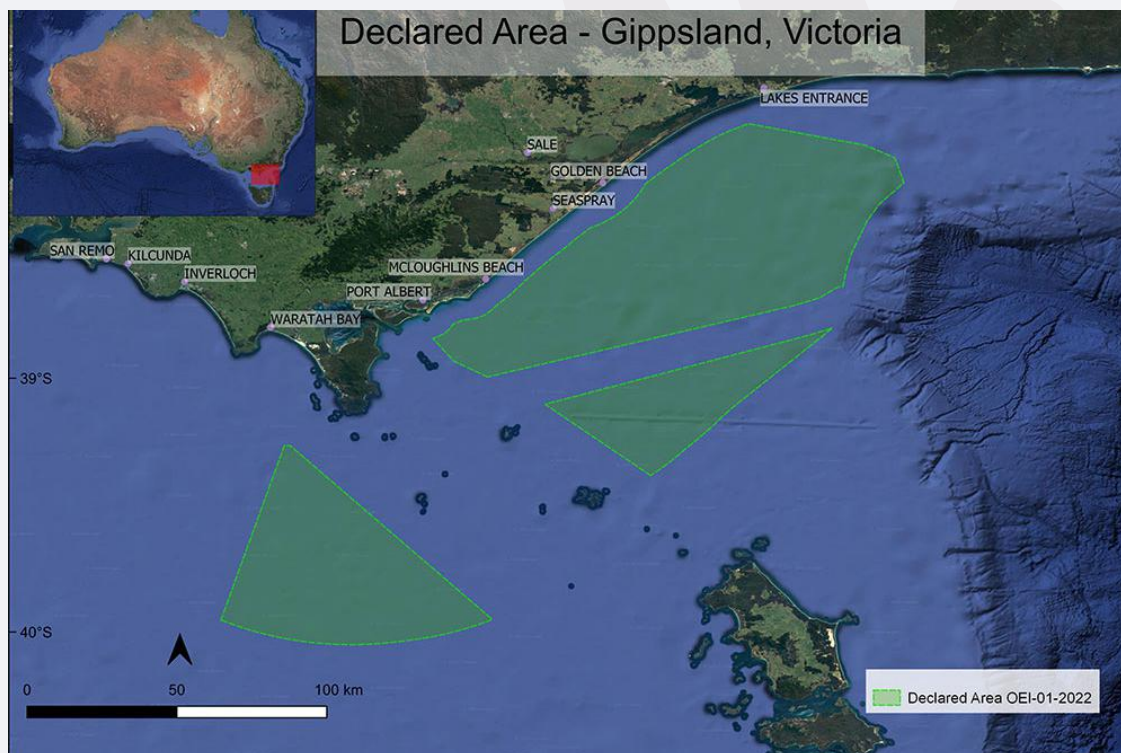 Declared Area - Gippsland, Victoria
LAKES ENTRANCE
SALE
GOLDEN BEACH
SEASPRAY
SAN REMO
KILCUNDA
MCLOUGHLINS BEACH
INVERLOCH
PORT ALBERT
WARATAH BAY
39°S
40°S
0 50 100 km
Declared Area OEI-01-2022